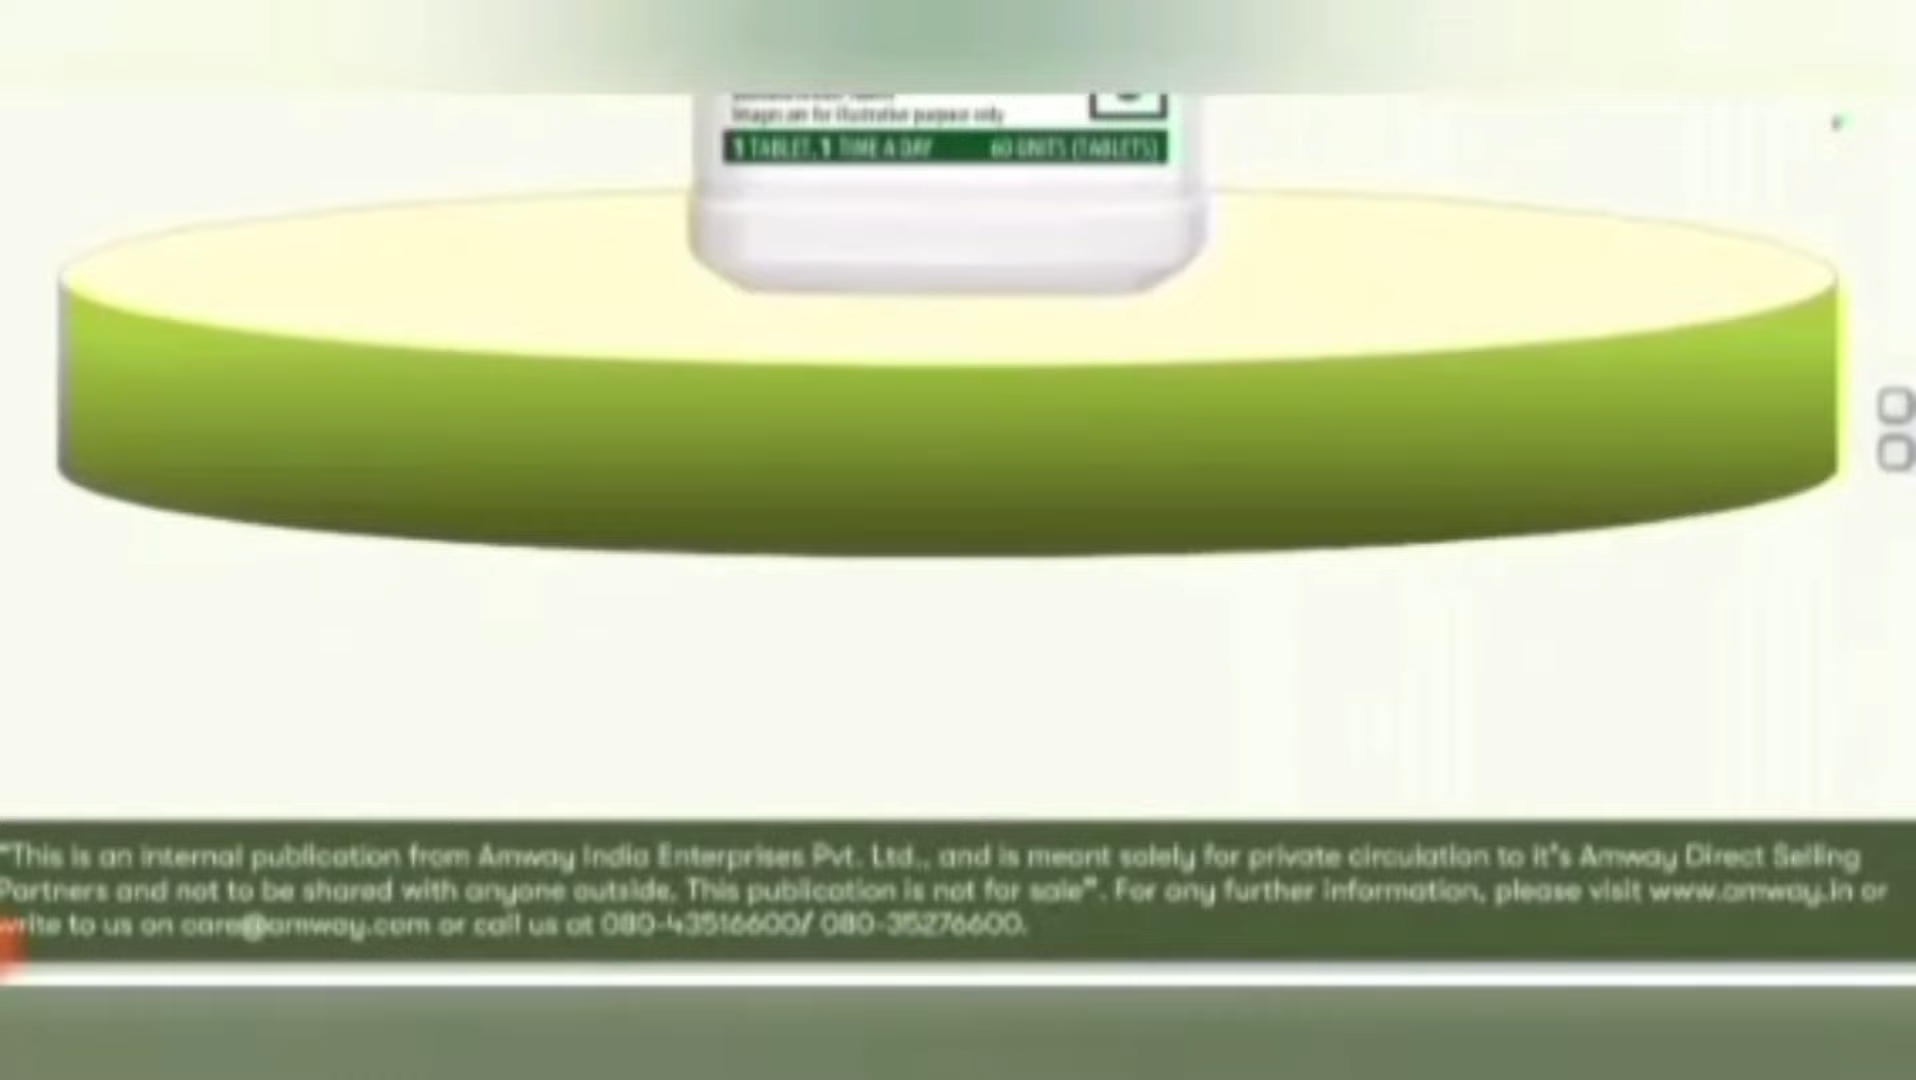 Images are for illustrative purpose only
1 TABLET, 1 TIME A DAY 60 UNITS (TABLETS)
"This is an internal publication from Amway India Enterprises Pvt. Ltd., and is meant solely for private circulation to it's Amway Direct Selling
Partners and not to be shared with anyone outside. This publication is not for sale". For any further information, please visit www.amway.in or
write to us on care@amway.com or call us at 080-43516600/ 080-35276600.